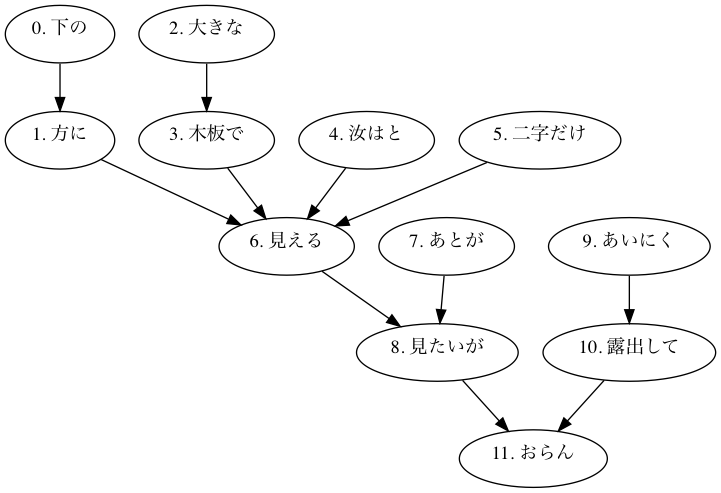 0. 下の
2. 大きな
1. 方に
3. 木板で
4. 汝はと
5. 二字だけ
6. 見える
7. あとが
9. あいにく
8. 見たいが
10. 露出して
11. おらん